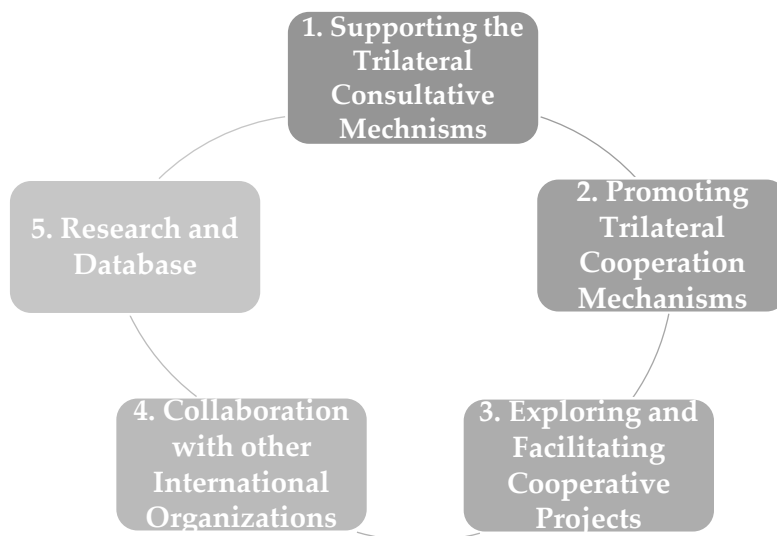 1. Supporting the
Trilateral
Consultative
Mechnisms
2. Promoting
Trilateral
Cooperation
Mechanisms
3. Exploring and
Facilitating
Cooperative
Projects
4. Collaboration
with other
International
Organizations
5. Research and
Database